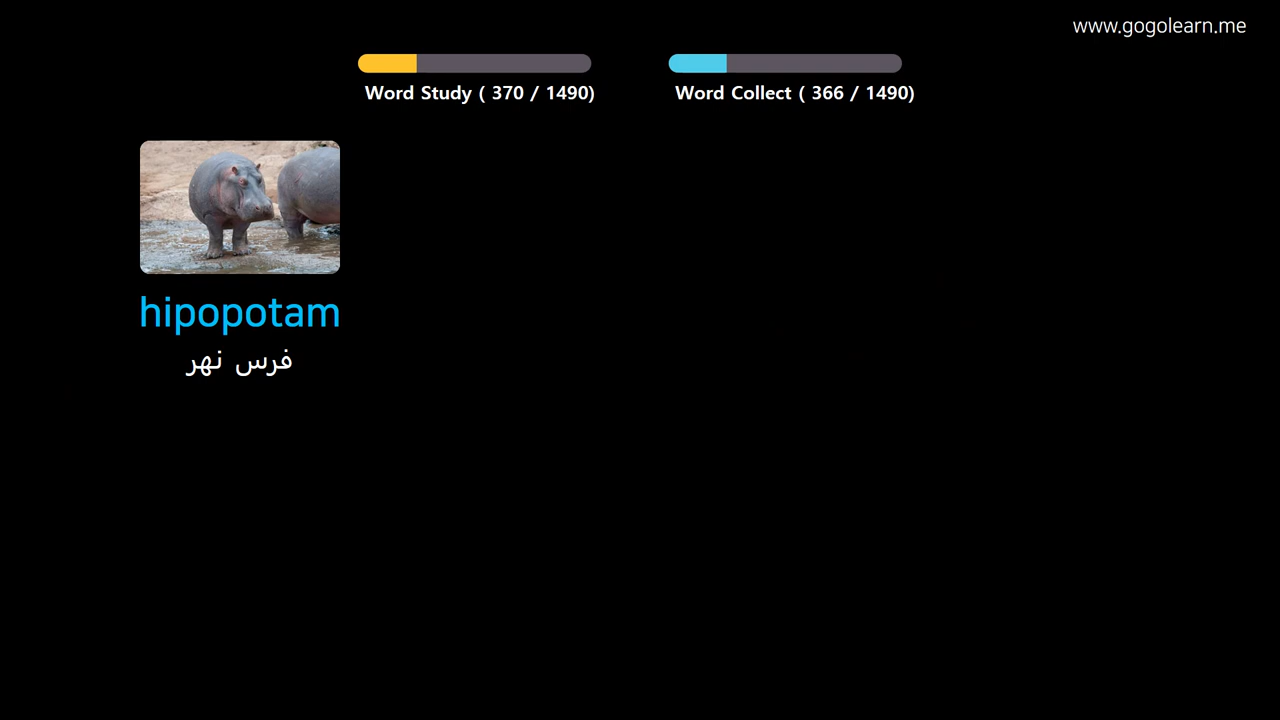 www.gogolearn.me
Word Study ( 370 / 1490)
Word Collect ( 366 / 1490)
hipopotam
فرس نهر